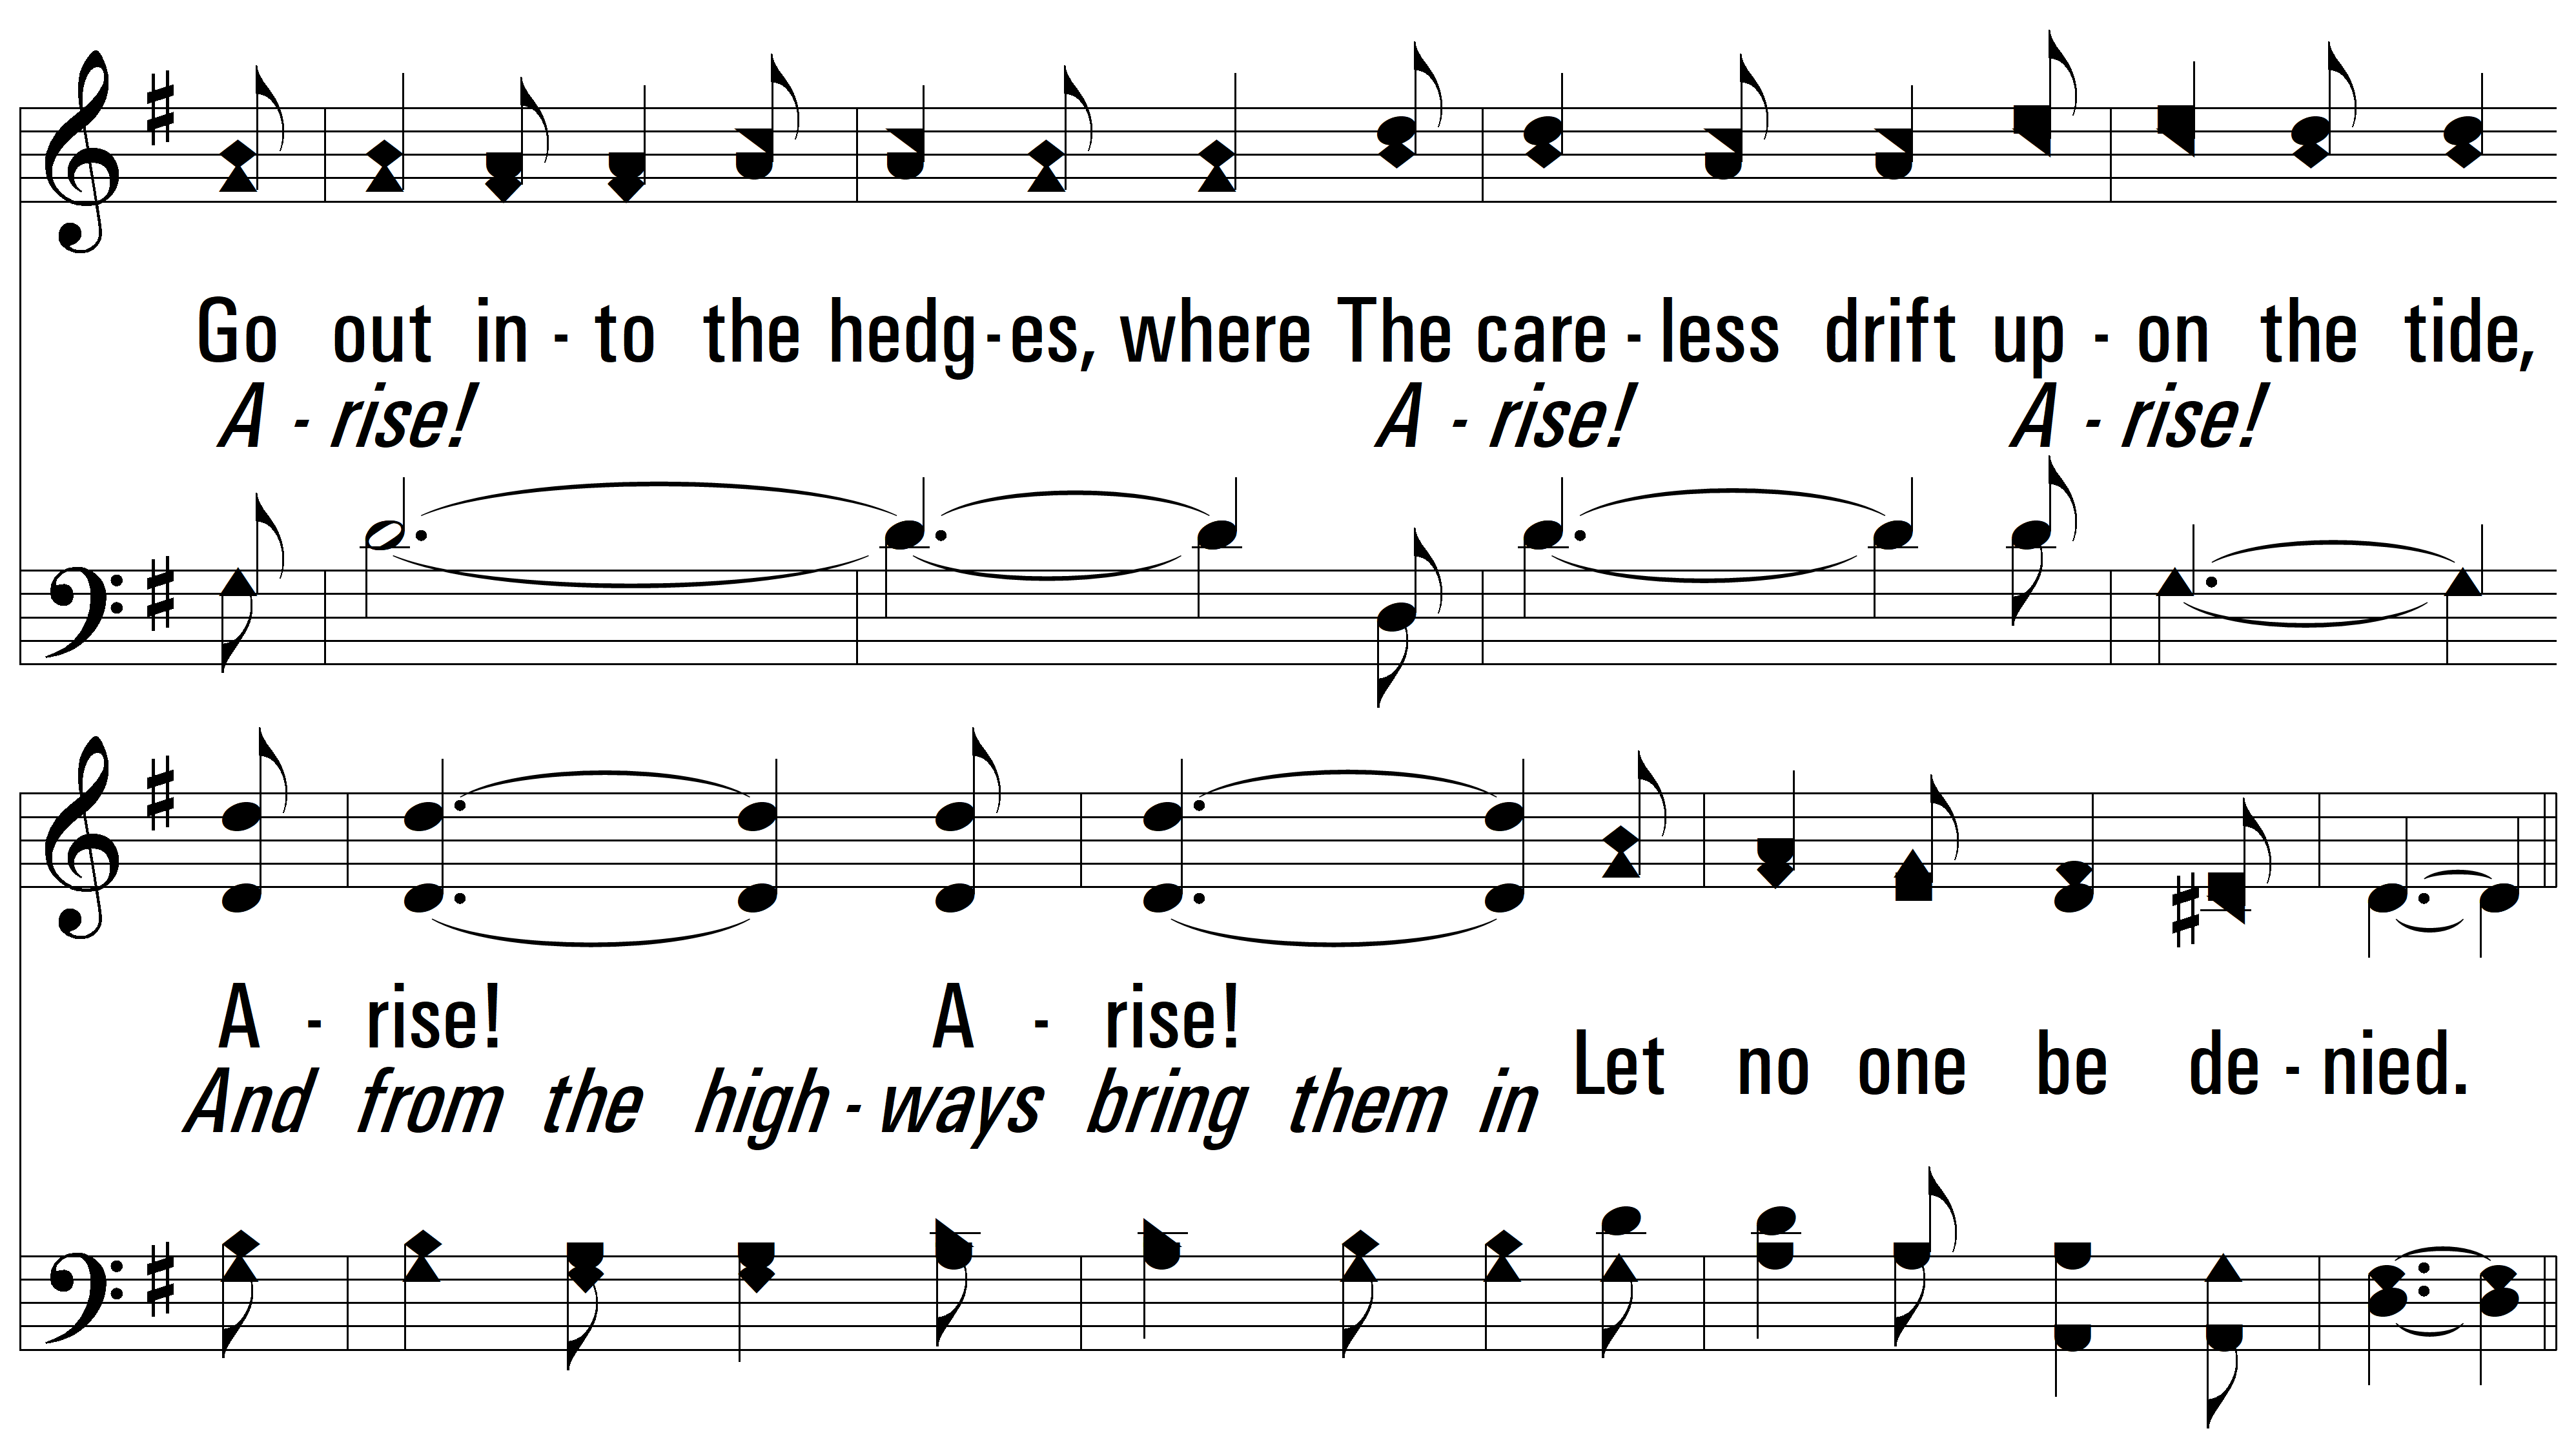 Go out in - to the hedg - es, where The care - less drift up - on the tide,
A - rise! A - rise! A - rise!
A - rise! A - rise! Let no one be de - nied.
And from the high - ways bring them in